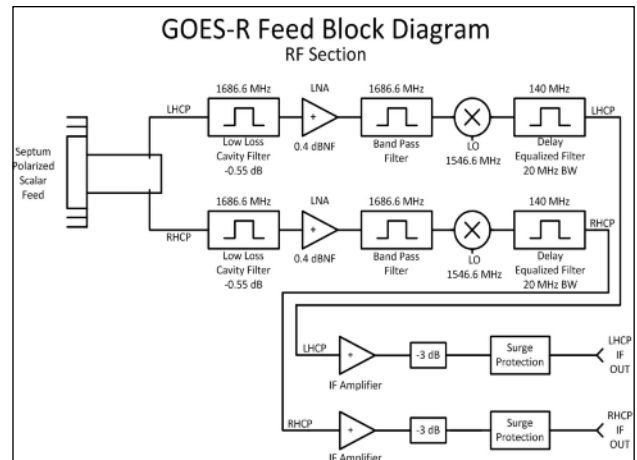 GOES-R Feed Block Diagram
RF Section
1686.6 MHz
LNA
1686.6 MHz
140 MHz
LHCP
LHCP
Low Loss
Cavity Filter
-0.55 dB
0.4 dBNF
Band Pass
Filter
LO
1546.6 MHz
Delay
Equalized Filter
20 MHz BW
Septum
Polarized
Scalar
Feed
1686.6 MHz
LNA
1686.6 MHz
140 MHz
RHCP
RHCP
Low Loss
Cavity Filter
-0.55 dB
0.4 dBNF
Band Pass
Filter
LO
1546.6 MHz
Delay
Equalized Filter
20 MHz BW
LHCP
+
IF Amplifier
-3 dB
Surge
Protection
LHCP
IF
OUT
RHCP
+
IF Amplifier
-3 dB
Surge
Protection
RHCP
IF
OUT